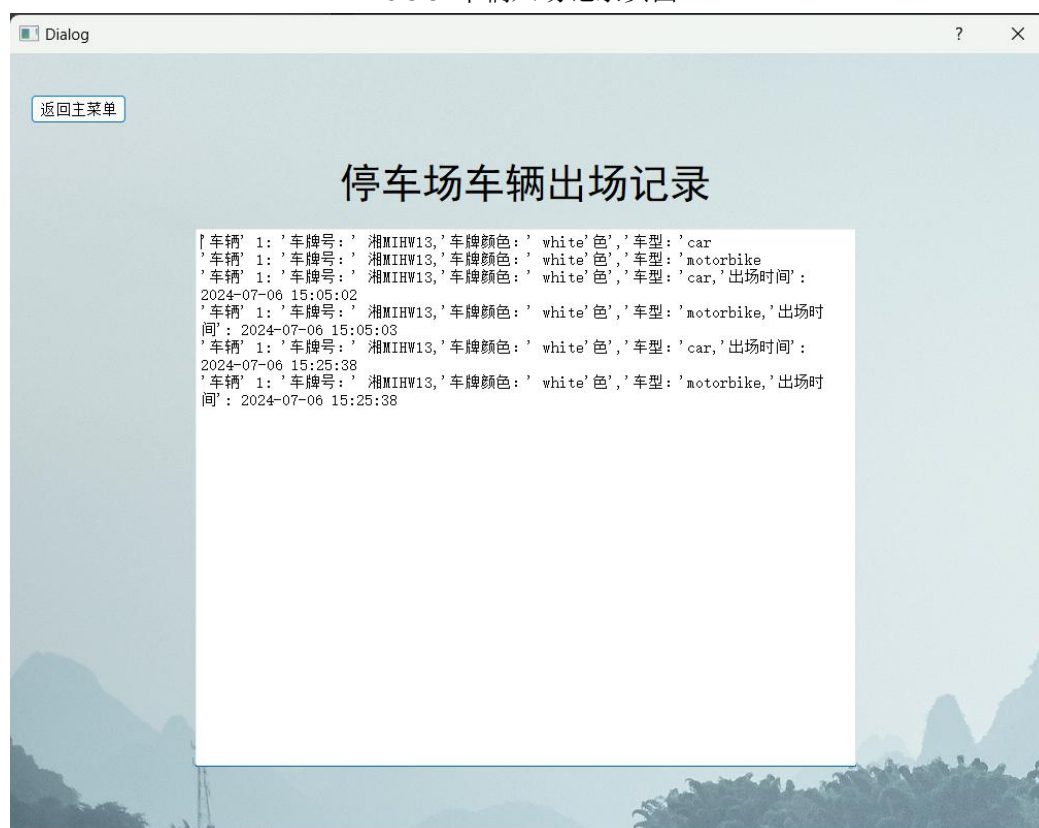 Dialog
?
返回主菜单
停车场车辆出场记录
'车辆' 1: '车牌号: ' 湘MIHW13,'车牌颜色: ' white'色','车型: 'car
'车辆' 1: '车牌号: ' 湘MIHW13,'车牌颜色: ' white'色','车型: 'motorbike
'车辆' 1: '车牌号: ' 湘MIHW13,'车牌颜色: ' white'色','车型: 'car,'出场时间':
2024-07-06 15:05:02
'车辆' 1: '车牌号: ' 湘MIHW13,'车牌颜色: ' white'色','车型: 'motorbike,'出场时
间': 2024-07-06 15:05:03
'车辆' 1: '车牌号: ' 湘MIHW13,'车牌颜色: ' white'色','车型: 'car,'出场时间':
2024-07-06 15:25:38
'车辆' 1: '车牌号: ' 湘MIHW13,'车牌颜色: ' white'色','车型: 'motorbike,'出场时
间': 2024-07-06 15:25:38